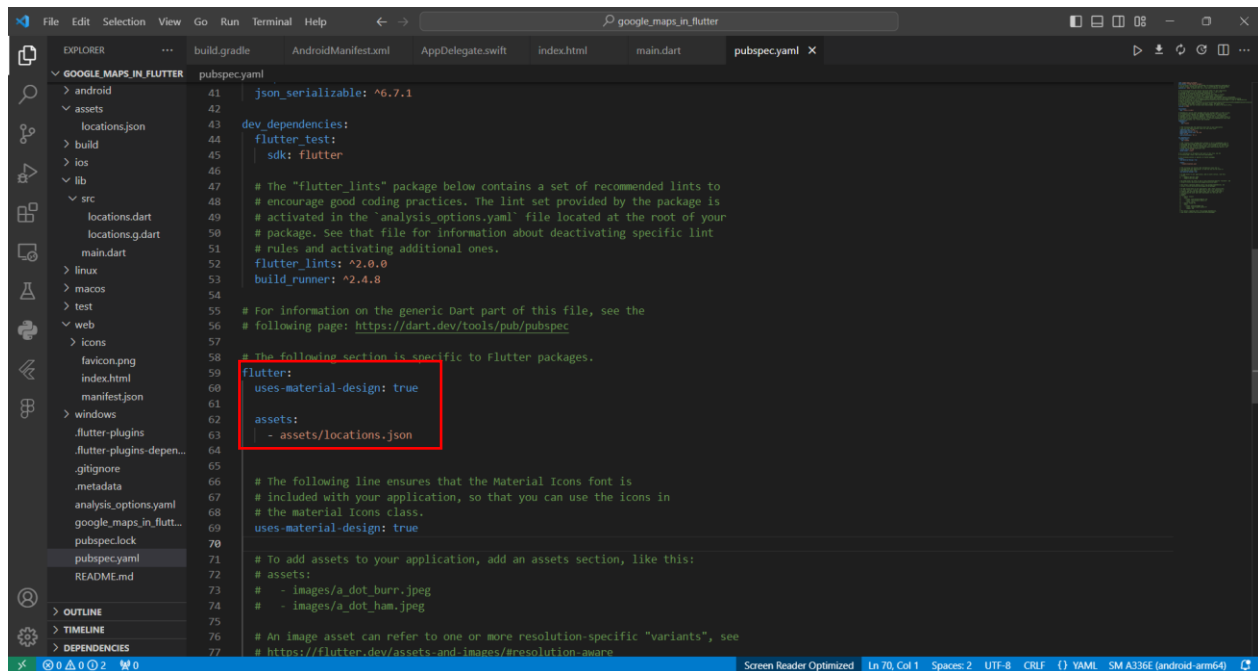 File Edit Selection View Go Run Terminal Help
google_maps_in_flutter
EXPLORER
build.gradle AndroidManifest.xml AppDelegate.swift index.html main.dart pubspec.yaml
GOOGLE_MAPS_IN_FLUTTER
android
assets
locations.json
build
ios
lib
src
locations.dart
locations.g.dart
main.dart
linux
macos
test
web
icons
favicon.png
index.html
manifest.json
windows
.flutter-plugins
.flutter-plugins-depen...
.gitignore
.metadata
analysis_options.yaml
google_maps_in_flutt...
pubspec.lock
pubspec.yaml
README.md
OUTLINE
TIMELINE
DEPENDENCIES
pubspec.yaml
41 json_serializable: ^6.7.1
42
43 dev_dependencies:
44 flutter_test:
45 sdk: flutter
46
47 # The "flutter_lints" package below contains a set of recommended lints to
48 # encourage good coding practices. The lint set provided by the package is
49 # activated in the `analysis_options.yaml` file located at the root of your
50 # package. See that file for information about deactivating specific lint
51 # rules and activating additional ones.
52 flutter_lints: ^2.0.0
53 build_runner: ^2.4.8
54
55 # For information on the generic Dart part of this file, see the
56 # following page: https://dart.dev/tools/pub/pubspec
57
58 # The following section is specific to Flutter packages.
59 flutter:
60 uses-material-design: true
61
62 assets:
63 - assets/locations.json
64
65
66 # The following line ensures that the Material Icons font is
67 # included with your application, so that you can use the icons in
68 # the material Icons class.
69 uses-material-design: true
70
71 # To add assets to your application, add an assets section, like this:
72 # assets:
73 # - images/a_dot_burr.jpeg
74 # - images/a_dot_ham.jpeg
75
76 # An image asset can refer to one or more resolution-specific "variants", see
77 # https://flutter.dev/assets-and-images/#resolution-aware
0 0 2 0 Screen Reader Optimized Ln 70, Col 1 Spaces: 2 UTF-8 CRLF {} YAML SM A336E (android-arm64)